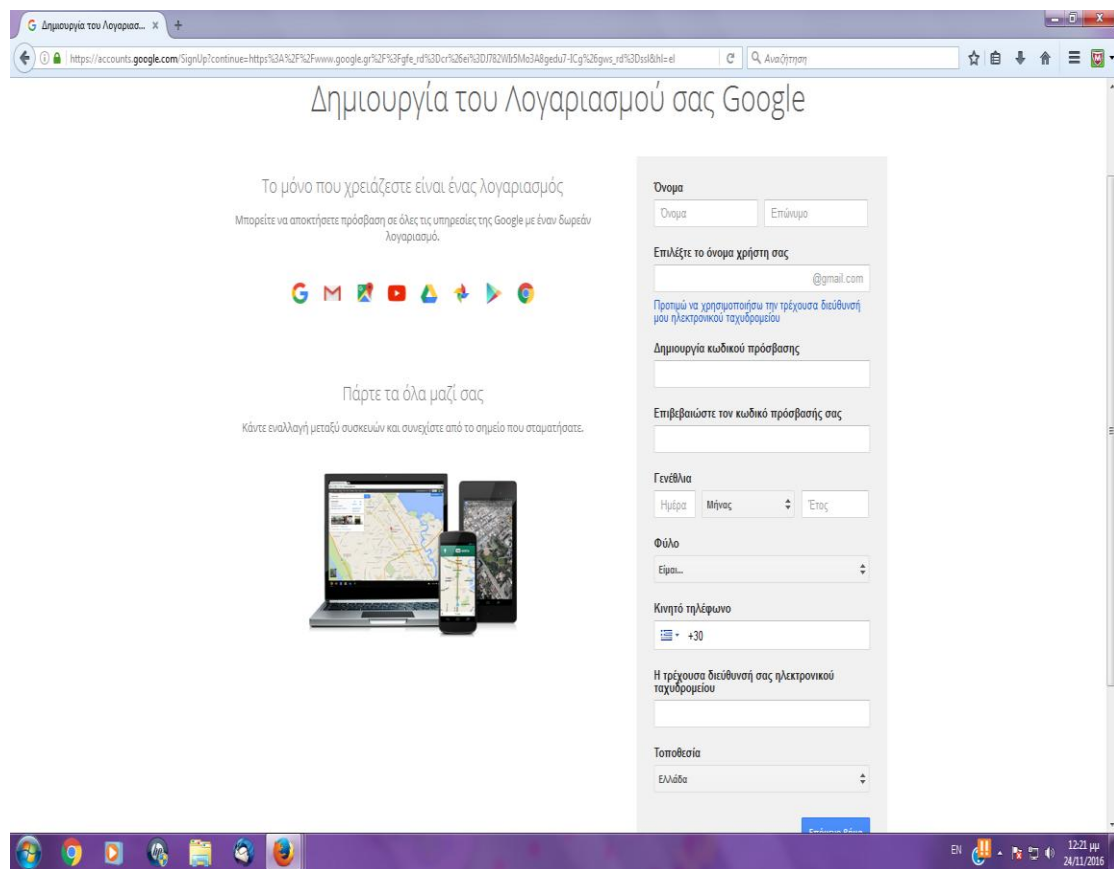 Δημιουργία του Λογαριασ... ×
https://accounts.google.com/SignUp?continue=https%3A%2F%2Fwww.google.gr%2F%3Fgfe_rd%3Dcr%26ei%3DJ782WIr5Mo3A8gedu7-ICg%26gws_rd%3Dssl&hl=el
Αναζήτηση
Δημιουργία του Λογαριασμού σας Google
Το μόνο που χρειάζεστε είναι ένας λογαριασμός
Μπορείτε να αποκτήσετε πρόσβαση σε όλες τις υπηρεσίες της Google με έναν δωρεάν
λογαριασμό.
Πάρτε τα όλα μαζί σας
Κάντε εναλλαγή μεταξύ συσκευών και συνεχίστε από το σημείο που σταματήσατε.
Όνομα
Όνομα Επώνυμο
Επιλέξτε το όνομα χρήστη σας
@gmail.com
Προτιμώ να χρησιμοποιήσω την τρέχουσα διεύθυνσή
μου ηλεκτρονικού ταχυδρομείου
Δημιουργία κωδικού πρόσβασης
Επιβεβαιώστε τον κωδικό πρόσβασής σας
Γενέθλια
Ημέρα Μήνας Έτος
Φύλο
Είμαι...
Κινητό τηλέφωνο
+30
Η τρέχουσα διεύθυνσή σας ηλεκτρονικού
ταχυδρομείου
Τοποθεσία
Ελλάδα
Επόμενο βήμα
EN
12:21 μμ
24/11/2016